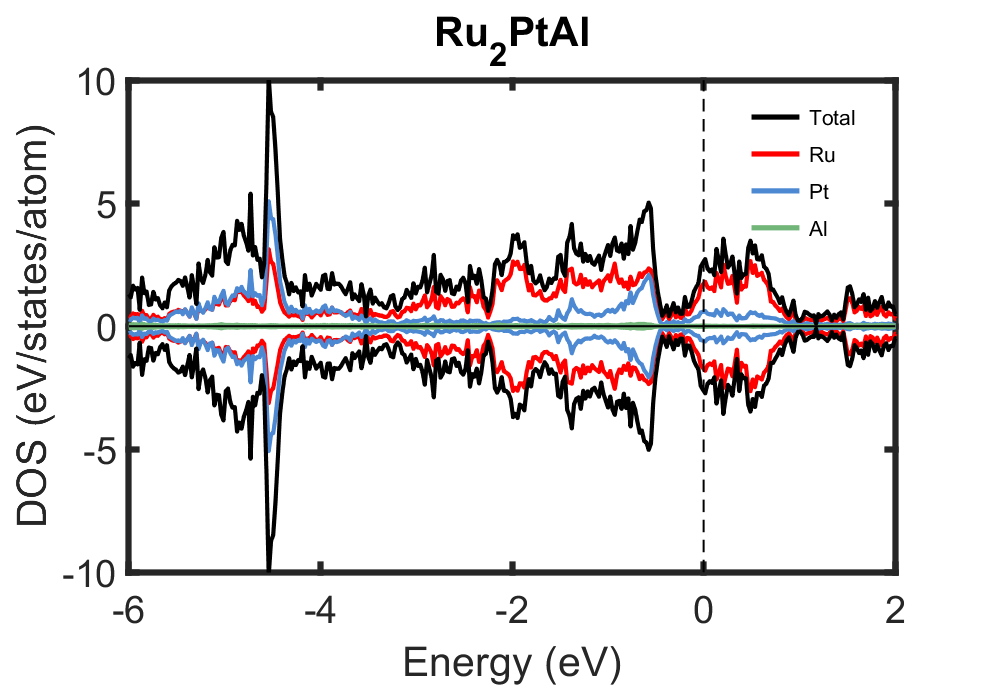 Ru₂PtAl
DOS (eV/states/atom)
10
5
0
-5
-10
Total
Ru
Pt
Al
-6 -4 -2 0 2
Energy (eV)